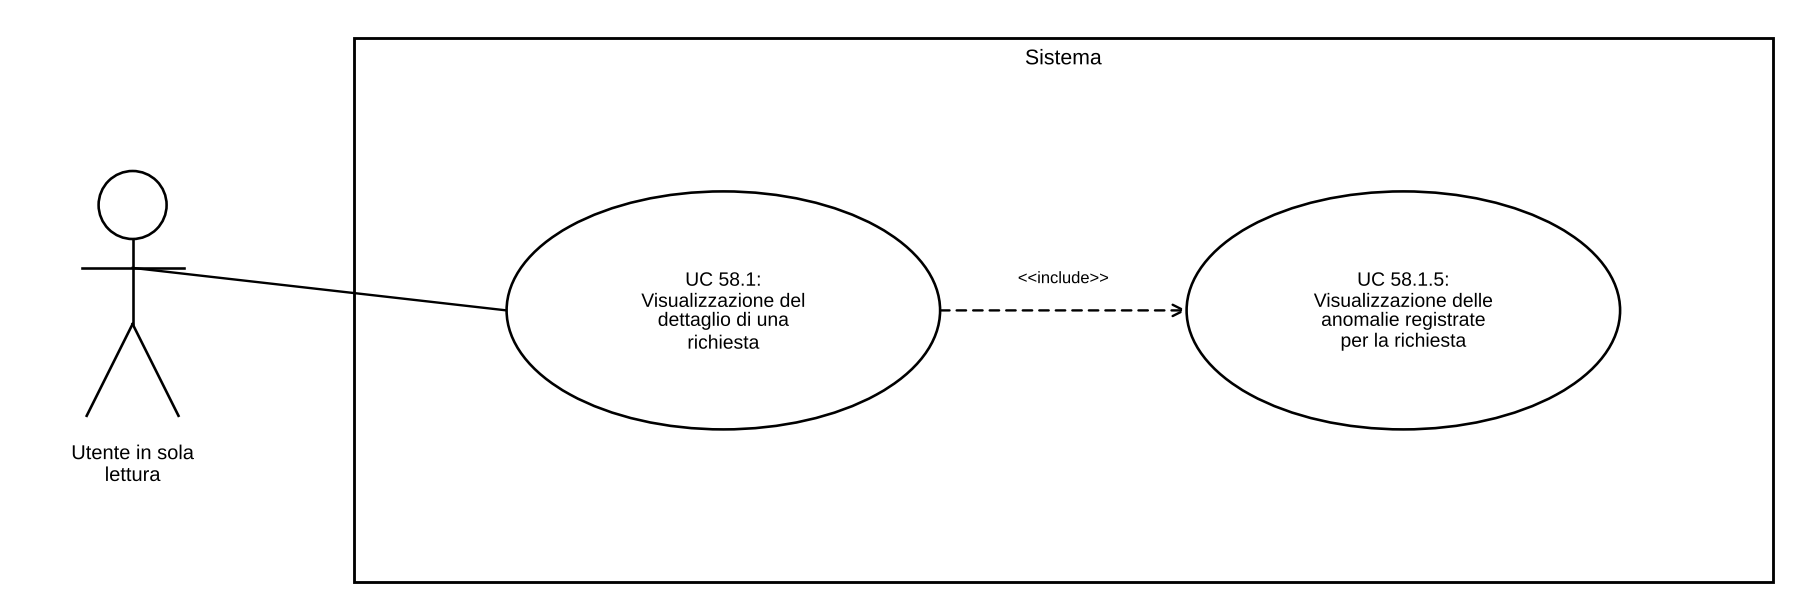 Sistema
UC 58.1:
Visualizzazione del
dettaglio di una
richiesta
<<include>>
UC 58.1.5:
Visualizzazione delle
anomalie registrate
per la richiesta
Utente in sola
lettura